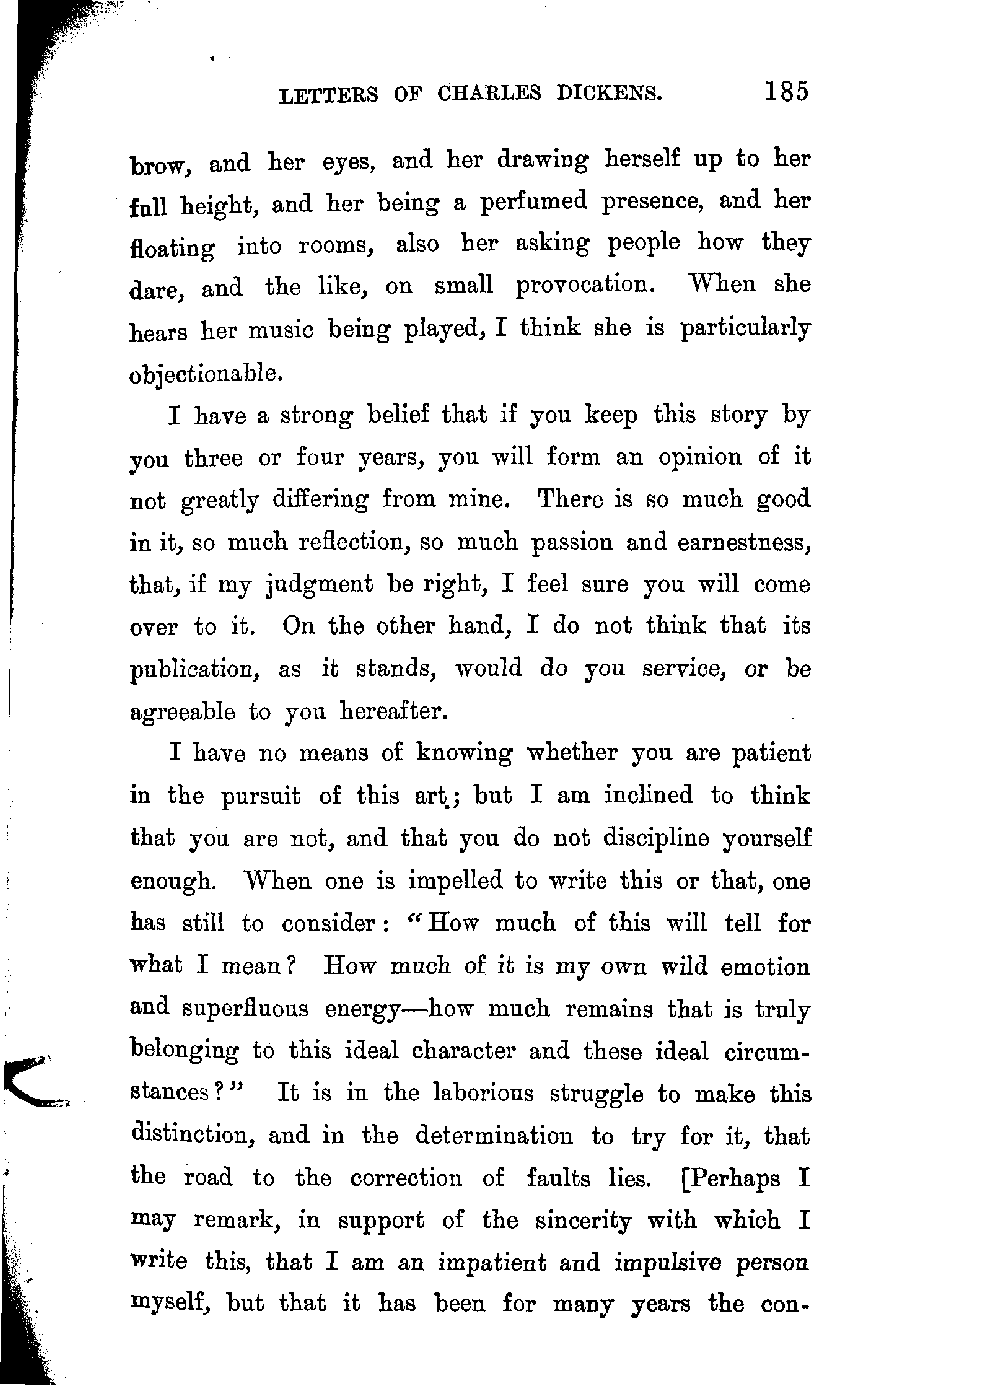 LETTERS OF CHARLES DICKENS. 185
brow, and her eyes, and her drawing herself up to her
full height, and her being a perfumed presence, and her
floating into rooms, also her asking people how they
dare, and the like, on small provocation. When she
hears her music being played, I think she is particularly
objectionable.
I have a strong belief that if you keep this story by
you three or four years, you will form an opinion of it
not greatly differing from mine. There is so much good
in it, so much reflection, so much passion and earnestness,
that, if my judgment be right, I feel sure you will come
over to it. On the other hand, I do not think that its
publication, as it stands, would do you service, or be
agreeable to you hereafter.
I have no means of knowing whether you are patient
in the pursuit of this art; but I am inclined to think
that you are not, and that you do not discipline yourself
enough. When one is impelled to write this or that, one
has still to consider: "How much of this will tell for
what I mean? How much of it is my own wild emotion
and superfluous energy—how much remains that is truly
belonging to this ideal character and these ideal circum-
stances?" It is in the laborious struggle to make this
distinction, and in the determination to try for it, that
the road to the correction of faults lies. [Perhaps I
may remark, in support of the sincerity with which I
write this, that I am an impatient and impulsive person
myself, but that it has been for many years the con-